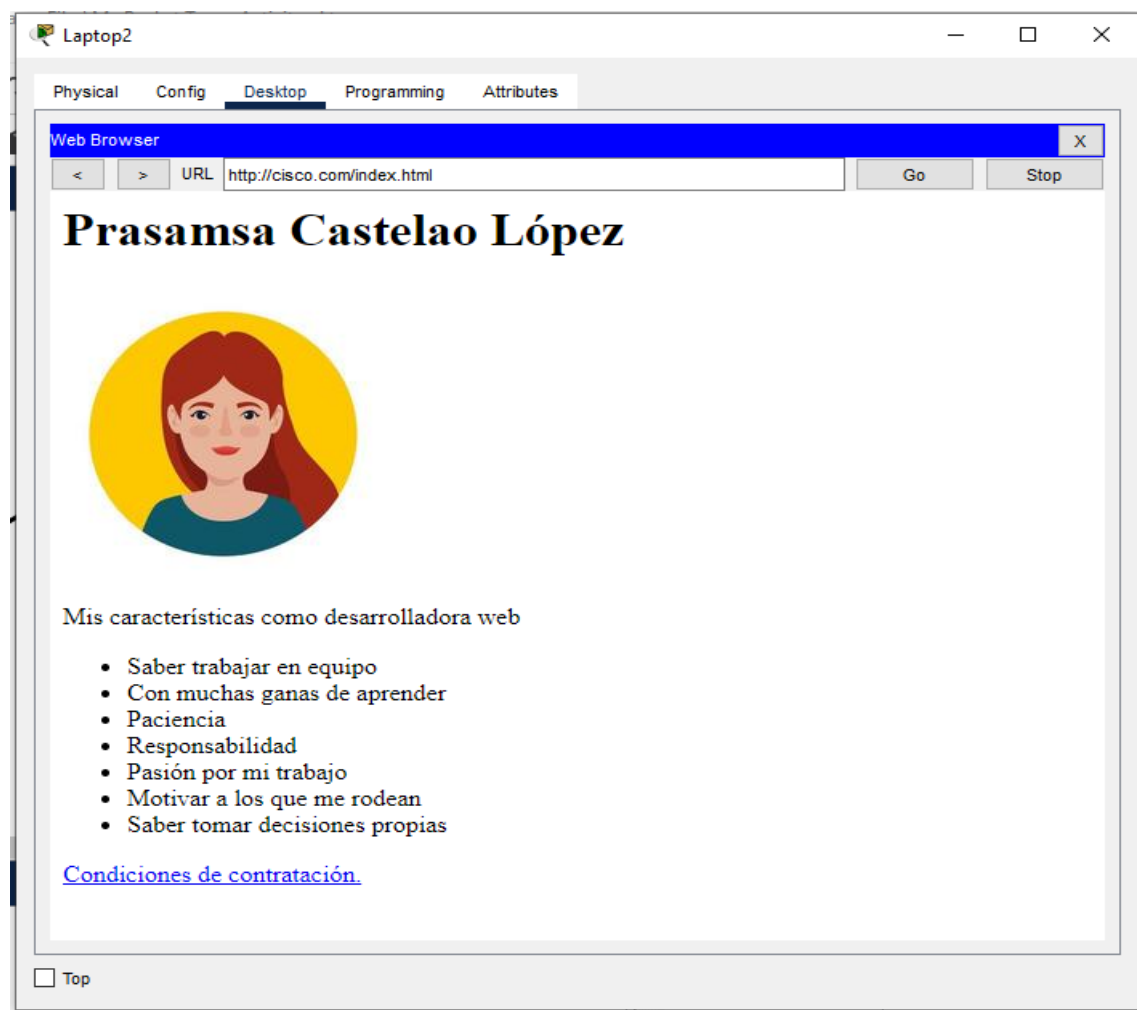 Laptop2
Physical Config Desktop Programming Attributes
Web Browser X
< > URL http://cisco.com/index.html Go Stop
Prasamsa Castelao López
Mis características como desarrolladora web
Saber trabajar en equipo
Con muchas ganas de aprender
Paciencia
Responsabilidad
Pasión por mi trabajo
Motivar a los que me rodean
Saber tomar decisiones propias
Condiciones de contratación.
Top